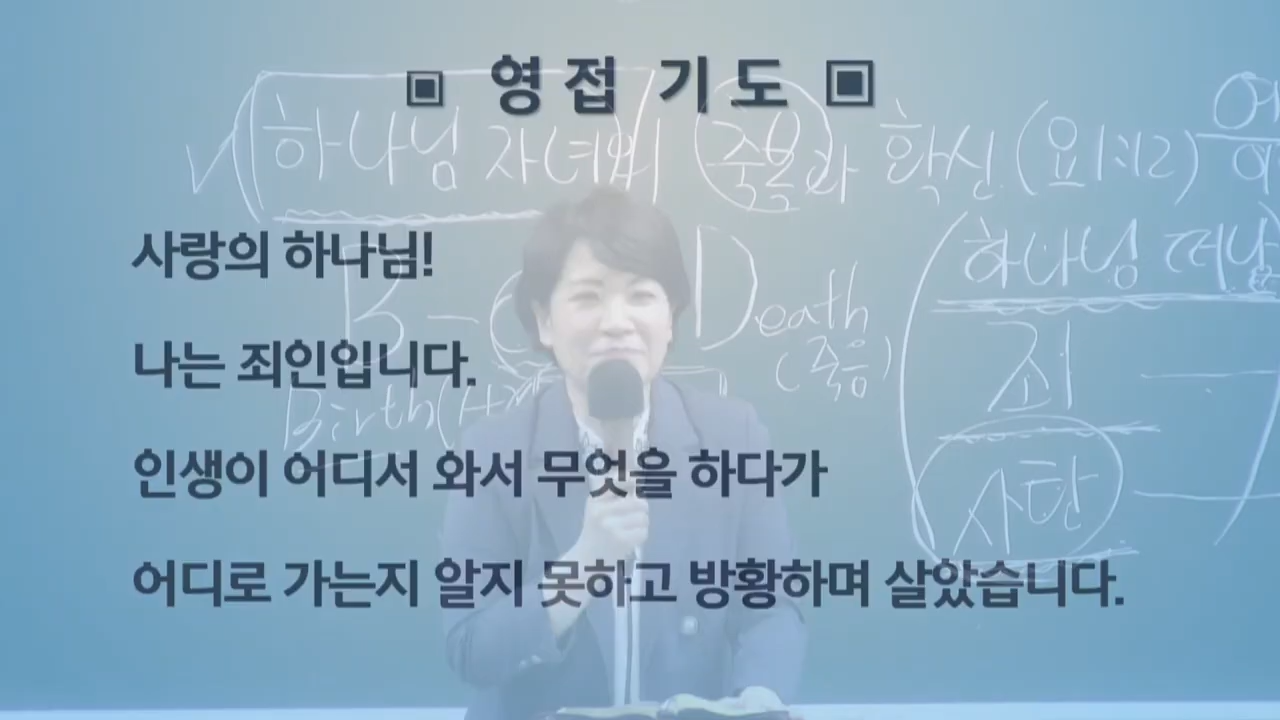 ▣ 영접 기도 ▣
하나님 자녀의 축복과 확신 (요1:12)
사랑의 하나님!
하나님 떠남
나는 죄인입니다.
Death
(죽음)
죄
Birth
인생이 어디서 와서 무엇을 하다가
사탄
어디로 가는지 알지 못하고 방황하며 살았습니다.